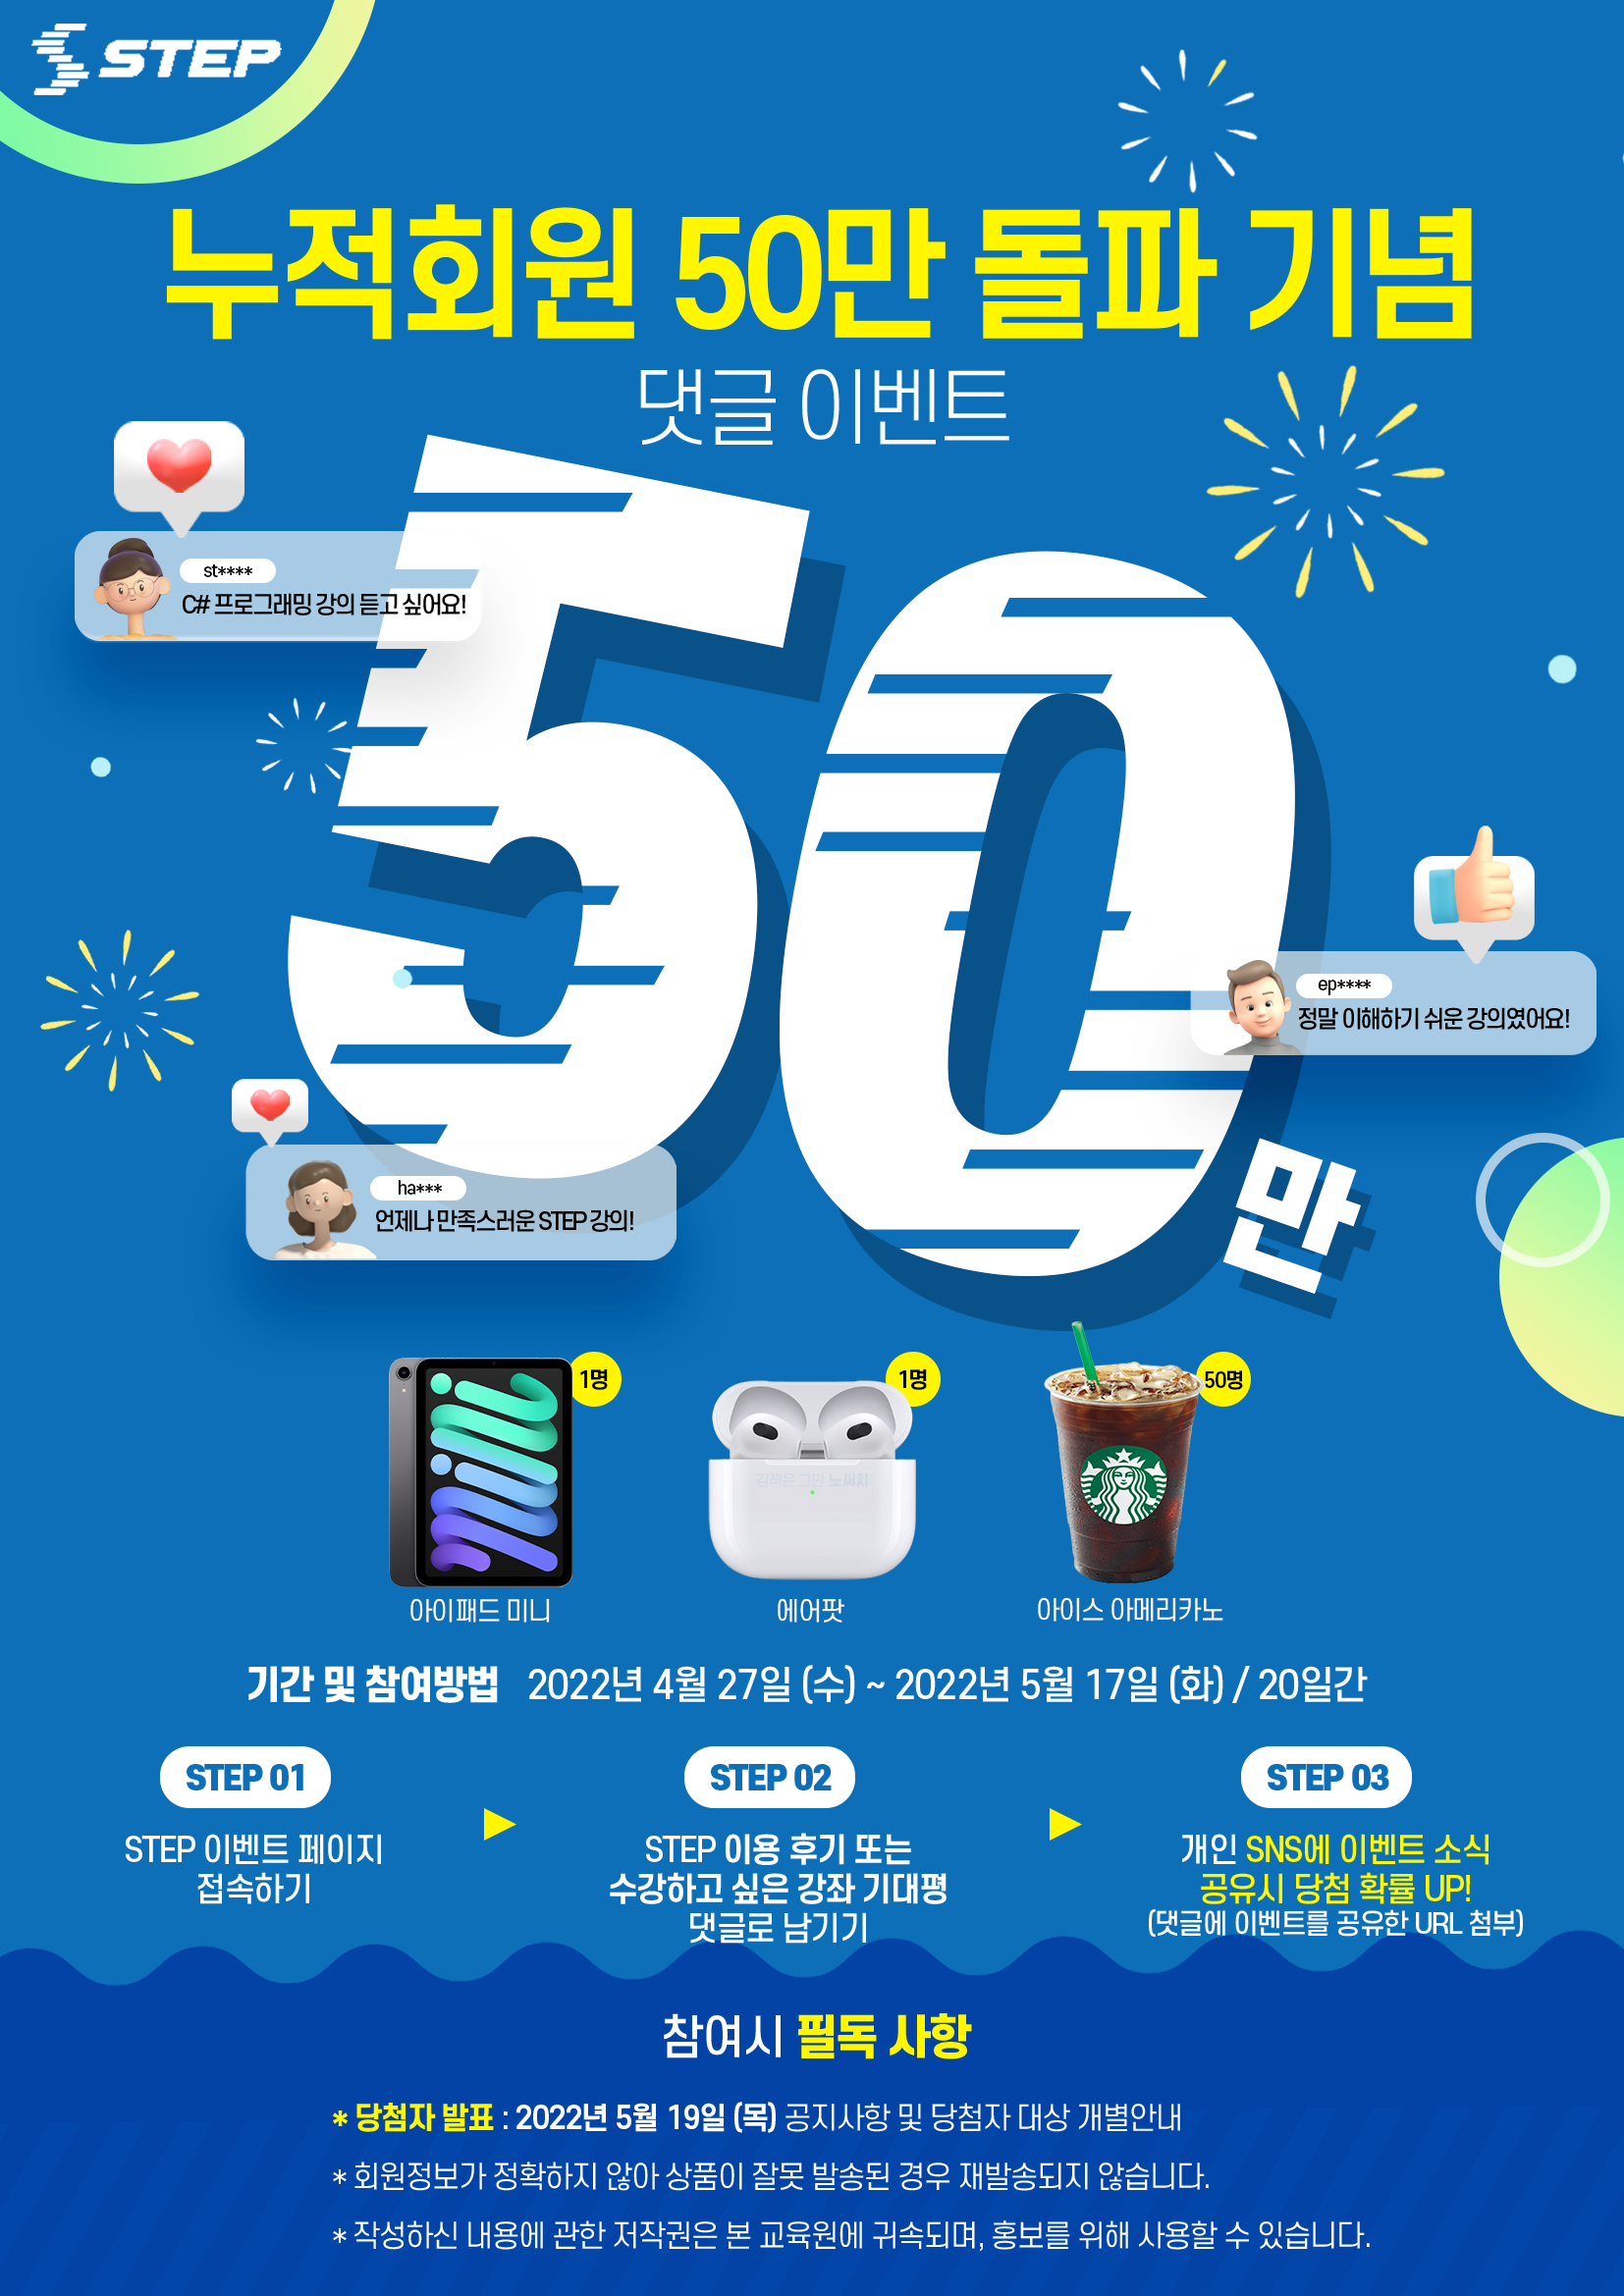 STEP
누적회원 50만 돌파 기념
댓글 이벤트
st****
C# 프로그래밍 강의 듣고 싶어요!
50만
ep****
정말 이해하기 쉬운 강의였어요!
ha***
언제나 만족스러운 STEP 강의!
1명
1명
50명
검색은 그만 노써치
아이패드 미니
에어팟
아이스 아메리카노
기간 및 참여방법 2022년 4월 27일 (수) ~ 2022년 5월 17일 (화) / 20일간
STEP 01
STEP 이벤트 페이지
접속하기
STEP 02
STEP 이용 후기 또는
수강하고 싶은 강좌 기대평
댓글로 남기기
STEP 03
개인 SNS에 이벤트 소식
공유시 당첨 확률 UP!
(댓글에 이벤트를 공유한 URL 첨부)
참여시 필독 사항
* 당첨자 발표 : 2022년 5월 19일 (목) 공지사항 및 당첨자 대상 개별안내
* 회원정보가 정확하지 않아 상품이 잘못 발송된 경우 재발송되지 않습니다.
* 작성하신 내용에 관한 저작권은 본 교육원에 귀속되며, 홍보를 위해 사용할 수 있습니다.